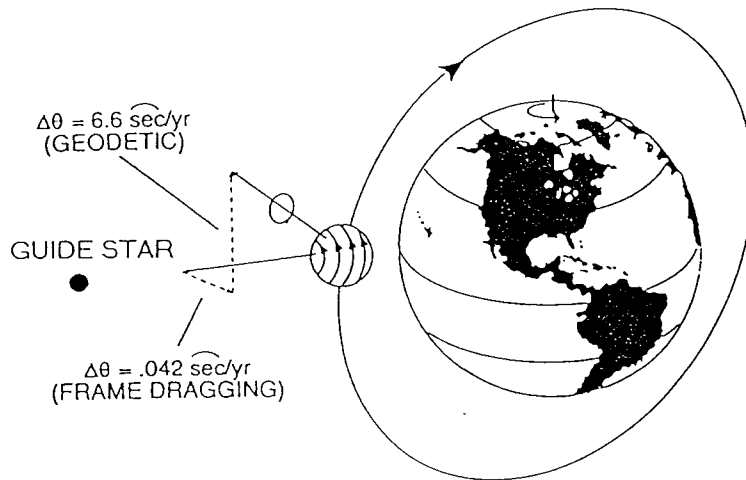 Δθ = 6.6 sec/yr
(GEODETIC)
GUIDE STAR
Δθ = .042 sec/yr
(FRAME DRAGGING)